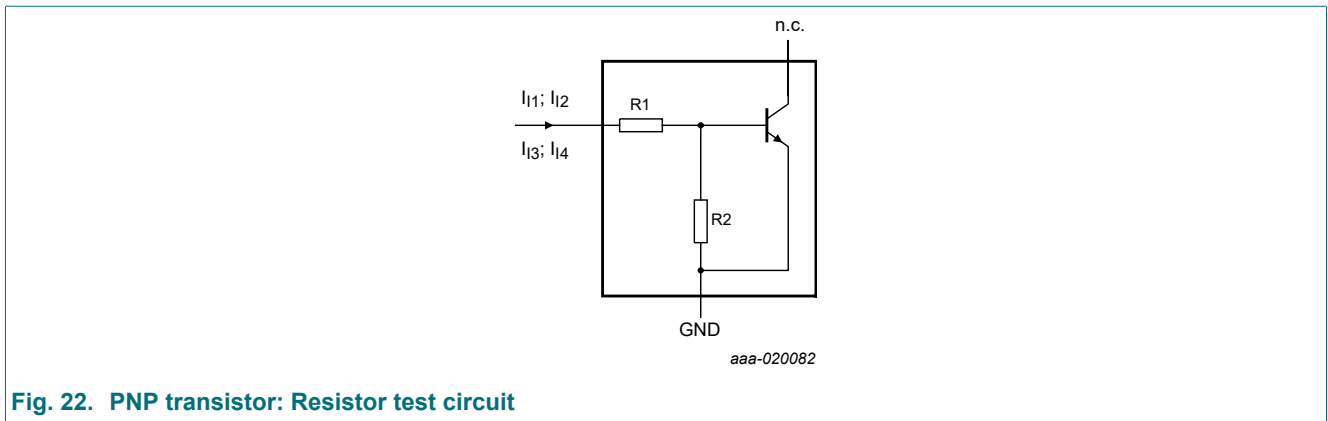 n.c.
I_I1; I_I2
R1
I_I3; I_I4
R2
GND
aaa-020082
Fig. 22. PNP transistor: Resistor test circuit